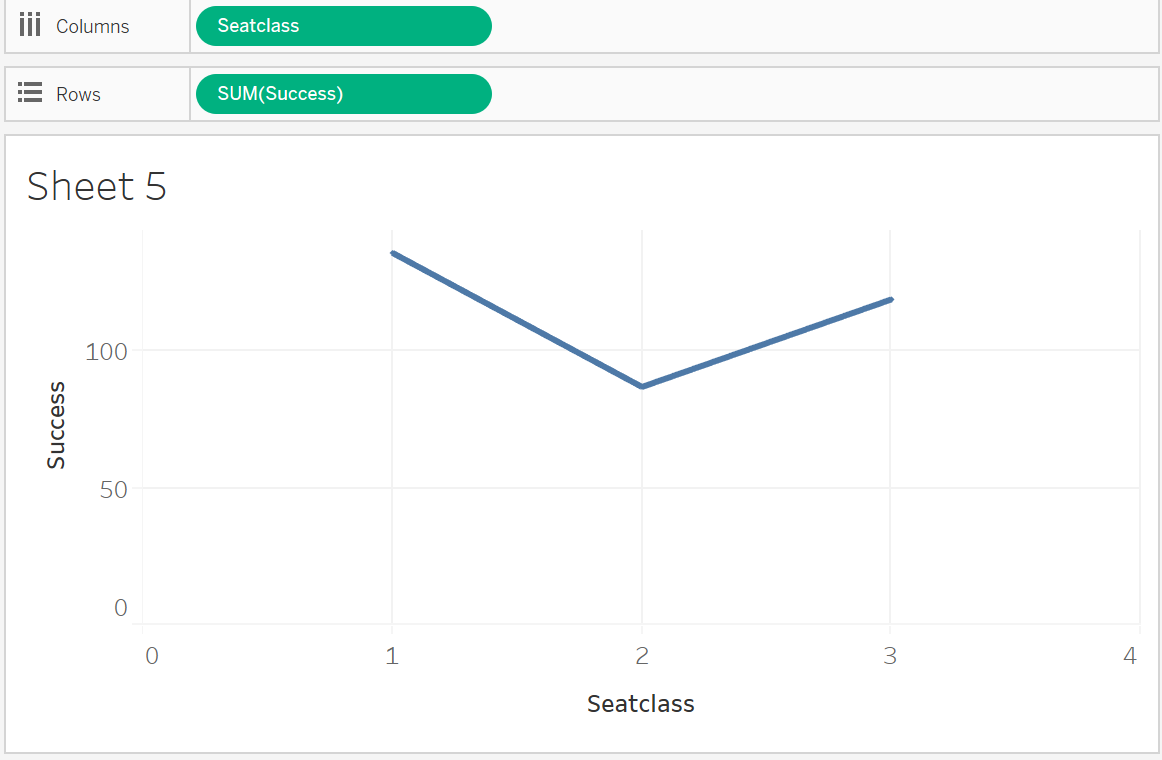 Columns
Seatclass
Rows
SUM(Success)
Sheet 5
100
50
0
Success
0 1 2 3 4
Seatclass